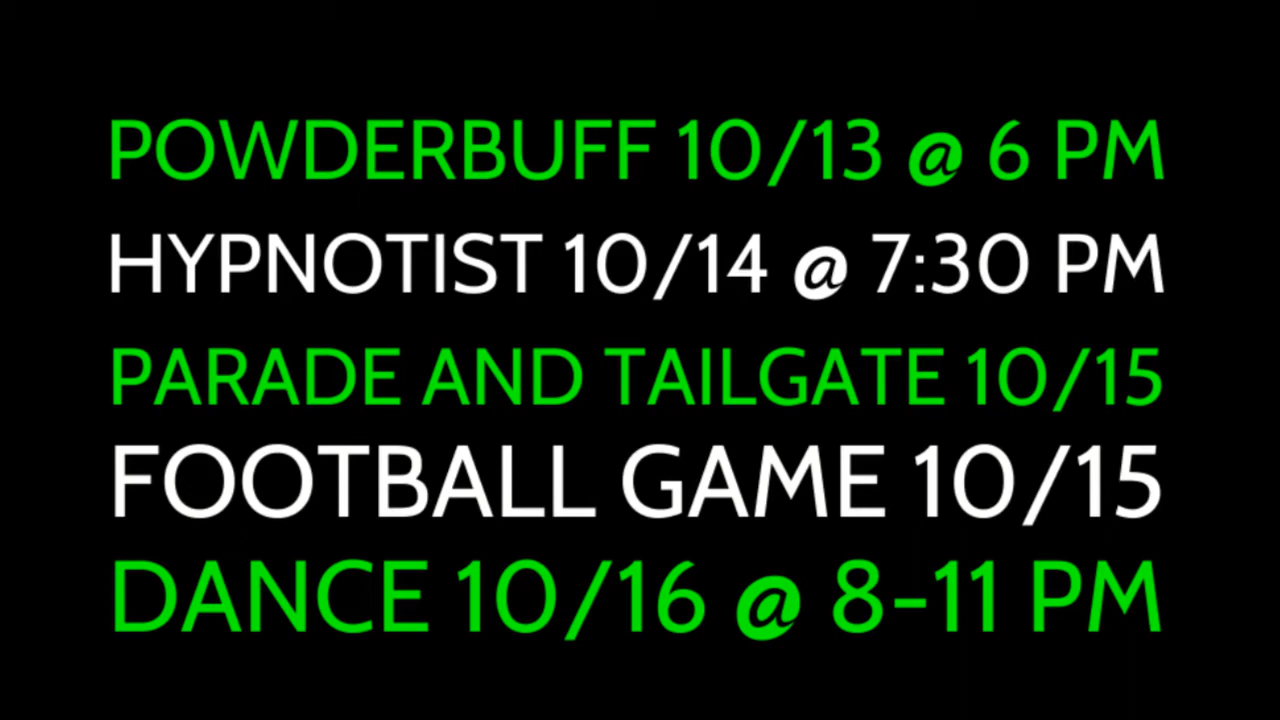 POWDERBUFF 10/13 @ 6 PM
HYPNOTIST 10/14 @ 7:30 PM
PARADE AND TAILGATE 10/15
FOOTBALL GAME 10/15
DANCE 10/16 @ 8-11 PM